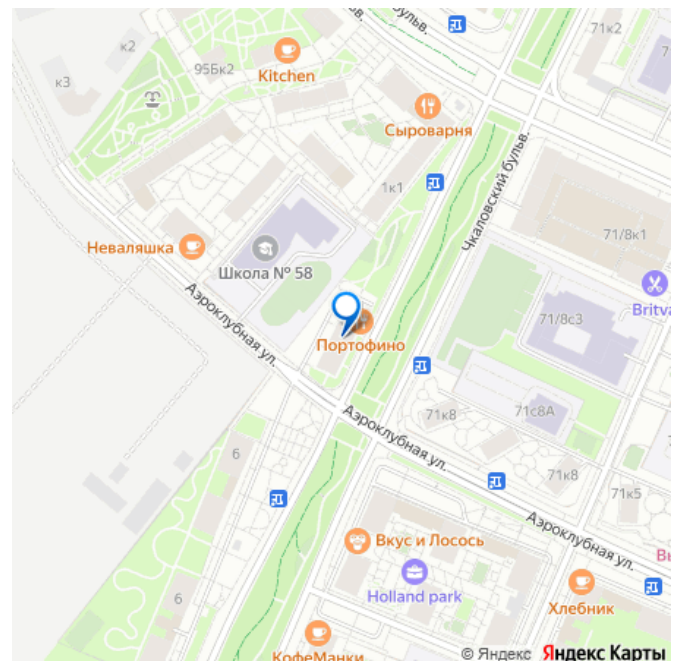 бульв.
71к2
к2
95Бк2
Kitchen
к3
Сыроварня
Чкаловский бульв.
1к1
71/8к1
Неваляшка
Школа № 58
Аэроклубная ул.
71/8с3
Портофино
Аэроклубная ул.
71к8
71с8А
6
71к8
71к5
Аэроклубная ул.
Вкус и Лосось
Holland park
Хлебник
6
КофеМанки
© Яндекс Яндекс Карты